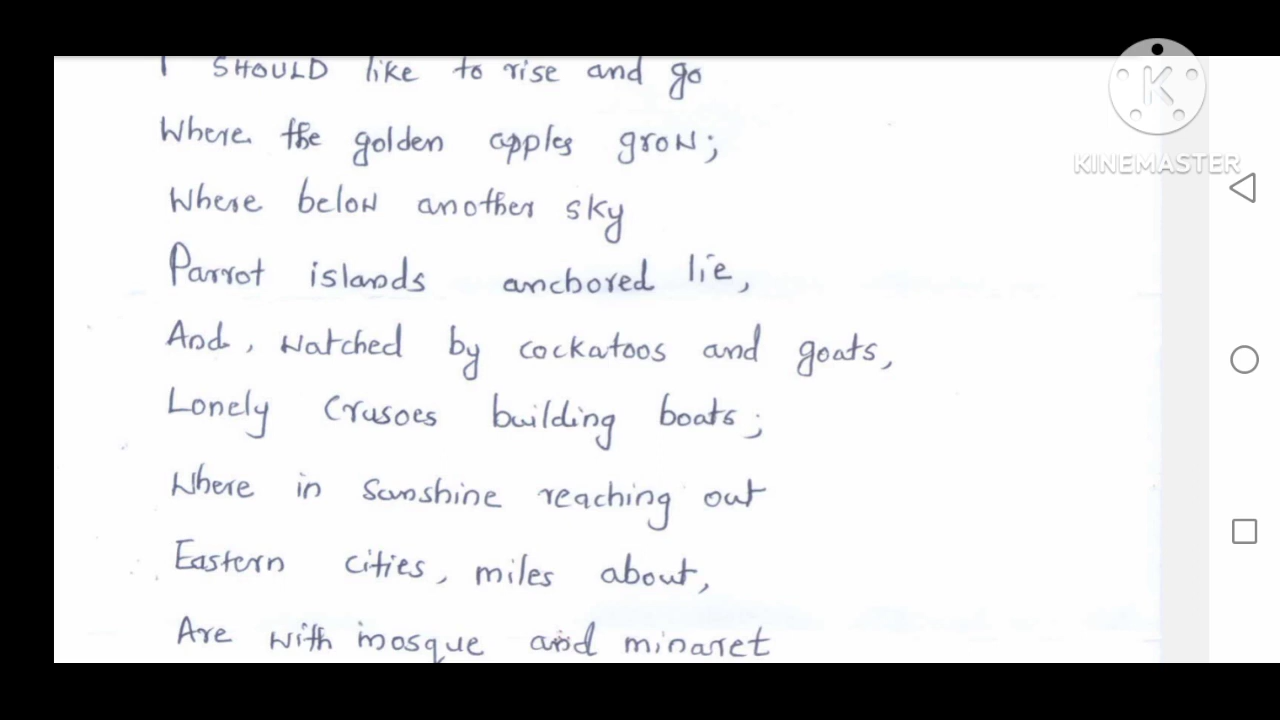 I SHOULD like to rise and go
Where the golden apples grow;
Where below another sky
Parrot islands anchored lie,
And, watched by cockatoos and goats,
Lonely Crusoes building boats;
Where in sunshine reaching out
Eastern cities, miles about,
Are with mosque and minaret
KINEMASTER